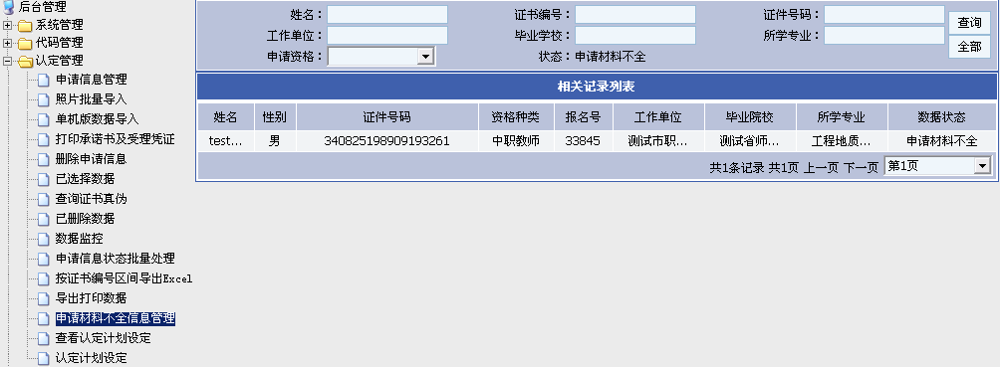 后台管理
系统管理
代码管理
认定管理
申请信息管理
照片批量导入
单机版数据导入
打印承诺书及受理凭证
删除申请信息
已选择数据
查询证书真伪
已删除数据
数据监控
申请信息状态批量处理
按证书编号区间导出Excel
导出打印数据
申请材料不全信息管理
查看认定计划设定
认定计划设定
姓名： 证书编号： 证件号码： 查询
工作单位： 毕业学校： 所学专业： 全部
申请资格： 状态：申请材料不全
相关记录列表
姓名 性别 证件号码 资格种类 报名号 工作单位 毕业院校 所学专业 数据状态
test... 男 340825198909193261 中职教师 33845 测试市职... 测试省师... 工程地质... 申请材料不全
共1条记录 共1页 上一页 下一页 第1页